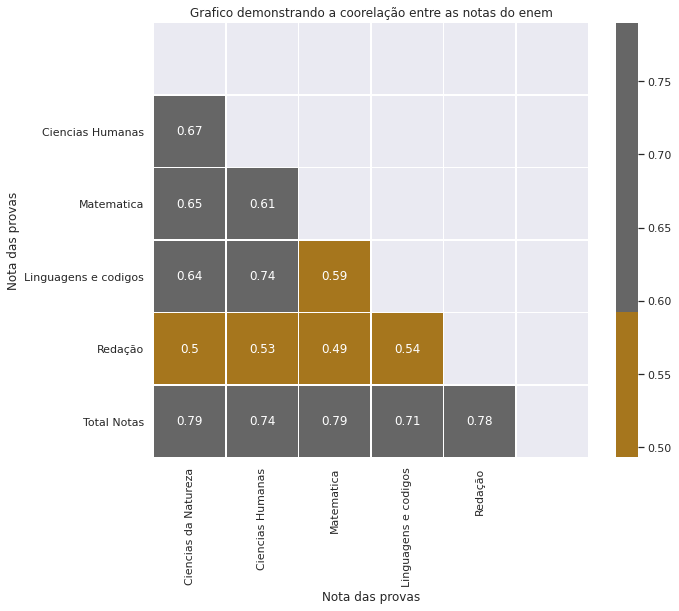 Grafico demonstrando a coorelação entre as notas do enem
Nota das provas
Ciencias Humanas
0.67
Matematica
0.65 0.61
Linguagens e codigos
0.64 0.74 0.59
Redação
0.5 0.53 0.49 0.54
Total Notas
0.79 0.74 0.79 0.71 0.78
Ciencias da Natureza
Ciencias Humanas
Matematica
Linguagens e codigos
Redação
Nota das provas
0.75
0.70
0.65
0.60
0.55
0.50